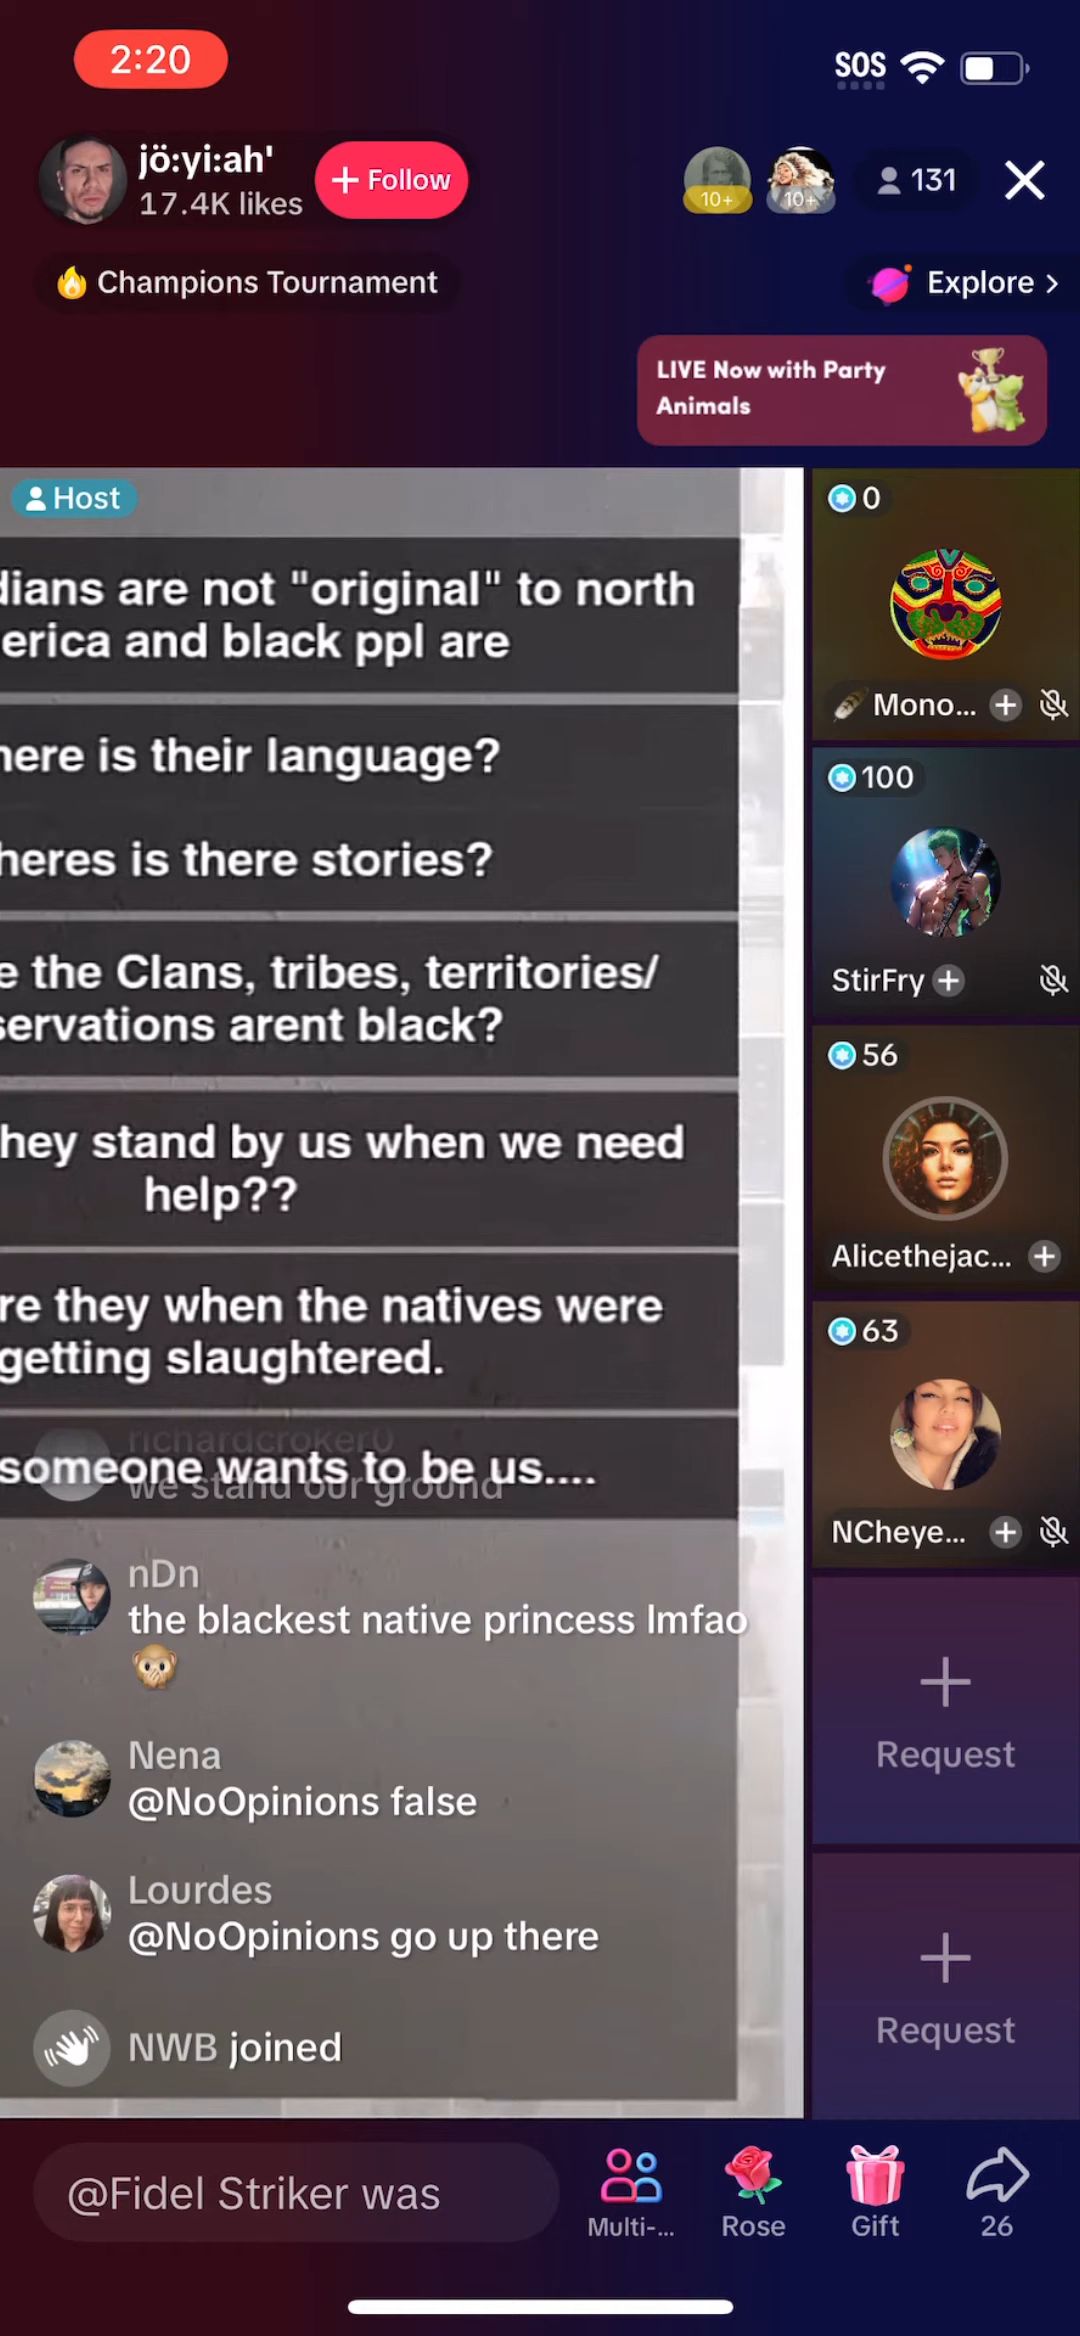 2:20
SOS
jö:yi:ah'
17.4K likes
+ Follow
10+
10+
131
Champions Tournament
Explore >
LIVE Now with Party
Animals
Host
dians are not "original" to north
erica and black ppl are
here is their language?
heres is there stories?
e the Clans, tribes, territories/
servations arent black?
hey stand by us when we need
help??
re they when the natives were
getting slaughtered.
someone wants to be us....
richardcroker0
we stand our ground
nDn
the blackest native princess lmfao
Nena
@NoOpinions false
Lourdes
@NoOpinions go up there
NWB joined
0
Mono...
100
StirFry
56
Alicethejac...
63
NCheye...
Request
Request
@Fidel Striker was
Multi-...
Rose
Gift
26